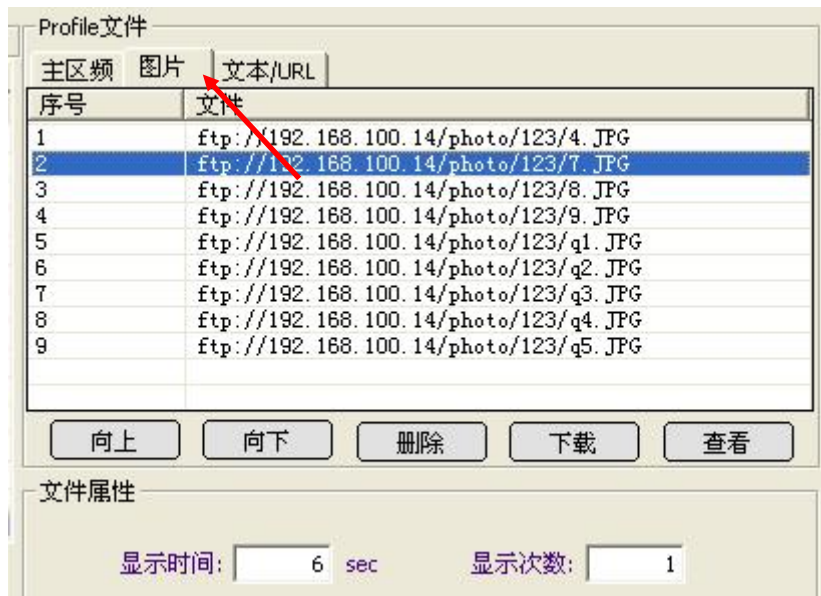 Profile文件
主区频 图片 文本/URL
序号 文件
1 ftp://192.168.100.14/photo/123/4.JPG
2 ftp://192.168.100.14/photo/123/7.JPG
3 ftp://192.168.100.14/photo/123/8.JPG
4 ftp://192.168.100.14/photo/123/9.JPG
5 ftp://192.168.100.14/photo/123/q1.JPG
6 ftp://192.168.100.14/photo/123/q2.JPG
7 ftp://192.168.100.14/photo/123/q3.JPG
8 ftp://192.168.100.14/photo/123/q4.JPG
9 ftp://192.168.100.14/photo/123/q5.JPG
向上 向下 删除 下载 查看
文件属性
显示时间: 6 sec 显示次数: 1